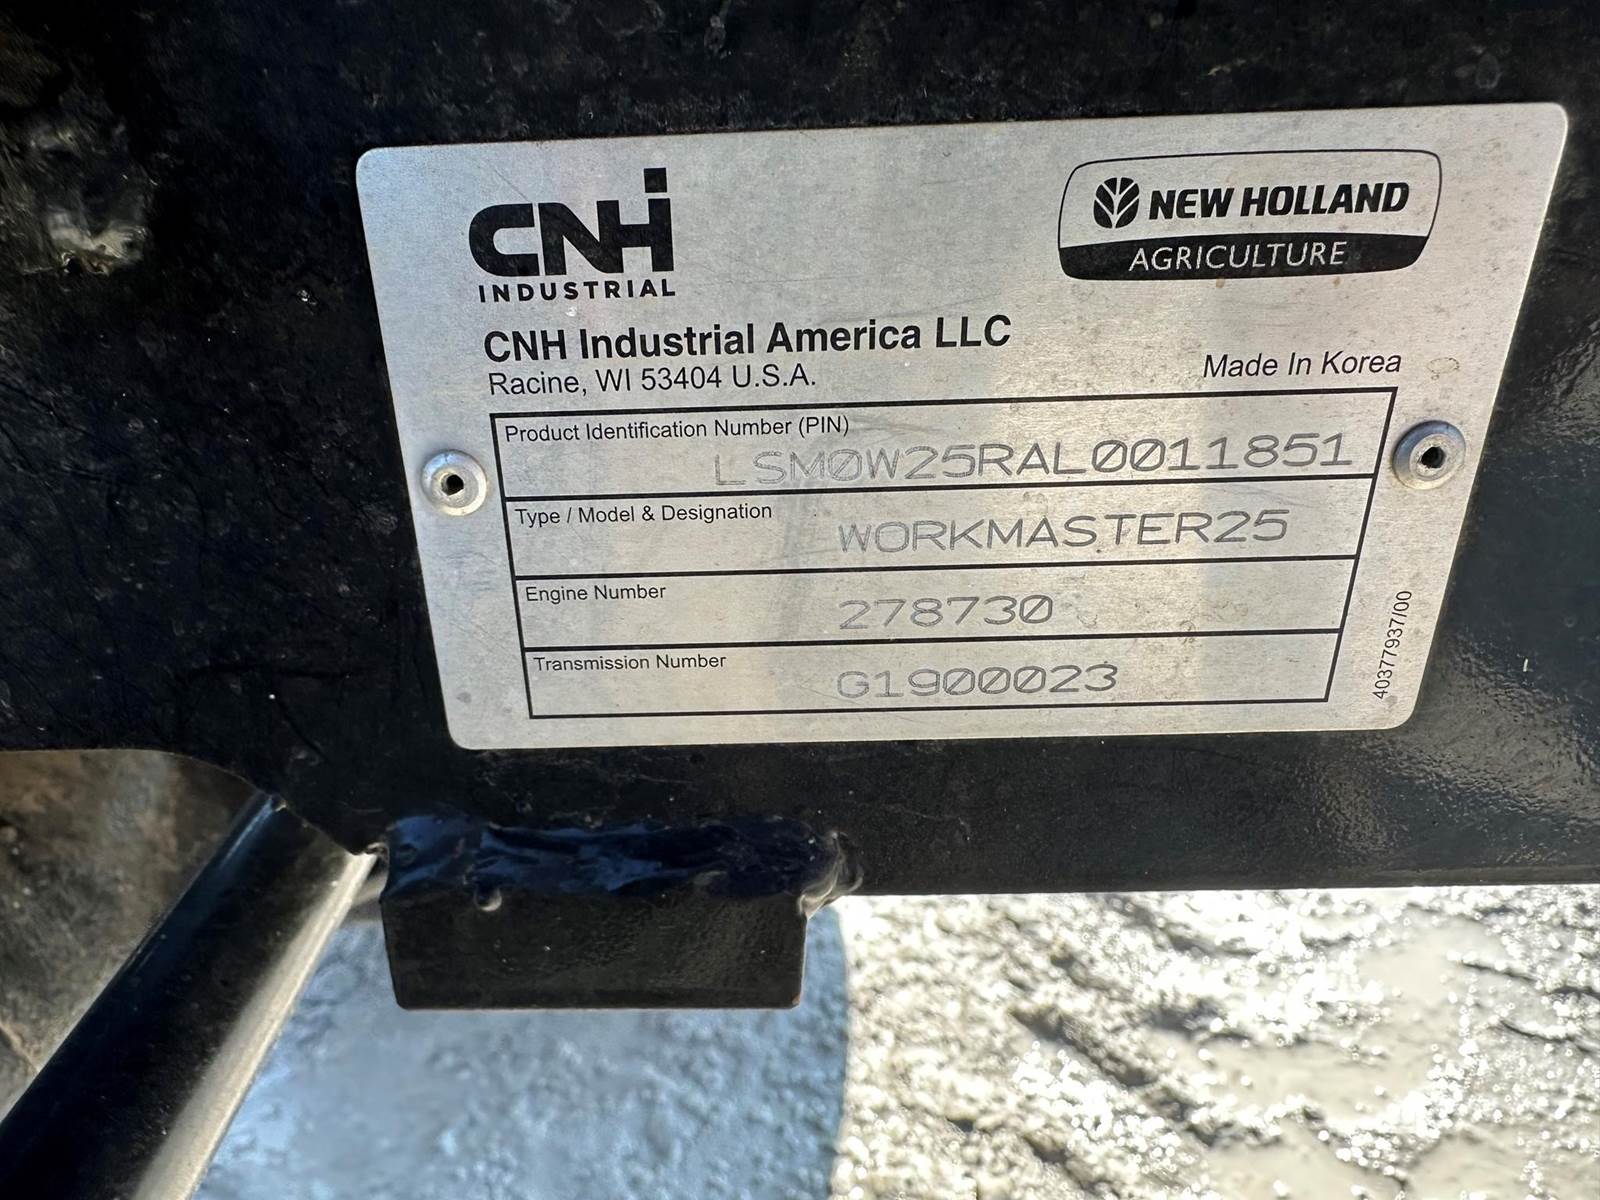 CNH
INDUSTRIAL
NEW HOLLAND
AGRICULTURE
CNH Industrial America LLC
Racine, WI 53404 U.S.A.
Made In Korea
Product Identification Number (PIN)
LSM0W25RAL0011851
Type / Model & Designation
WORKMASTER25
Engine Number
278730
Transmission Number
G1900023
40377937/00